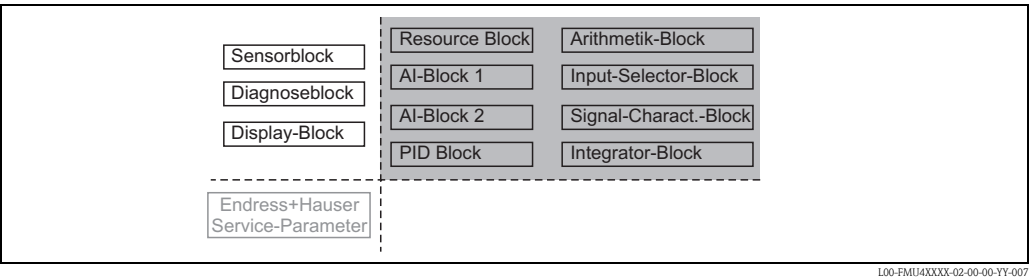 Sensorblock
Diagnoseblock
Display-Block
Resource Block
AI-Block 1
AI-Block 2
PID Block
Arithmetik-Block
Input-Selector-Block
Signal-Charact.-Block
Integrator-Block
Endress+Hauser
Service-Parameter
L00-FMU4XXXX-02-00-00-YY-007